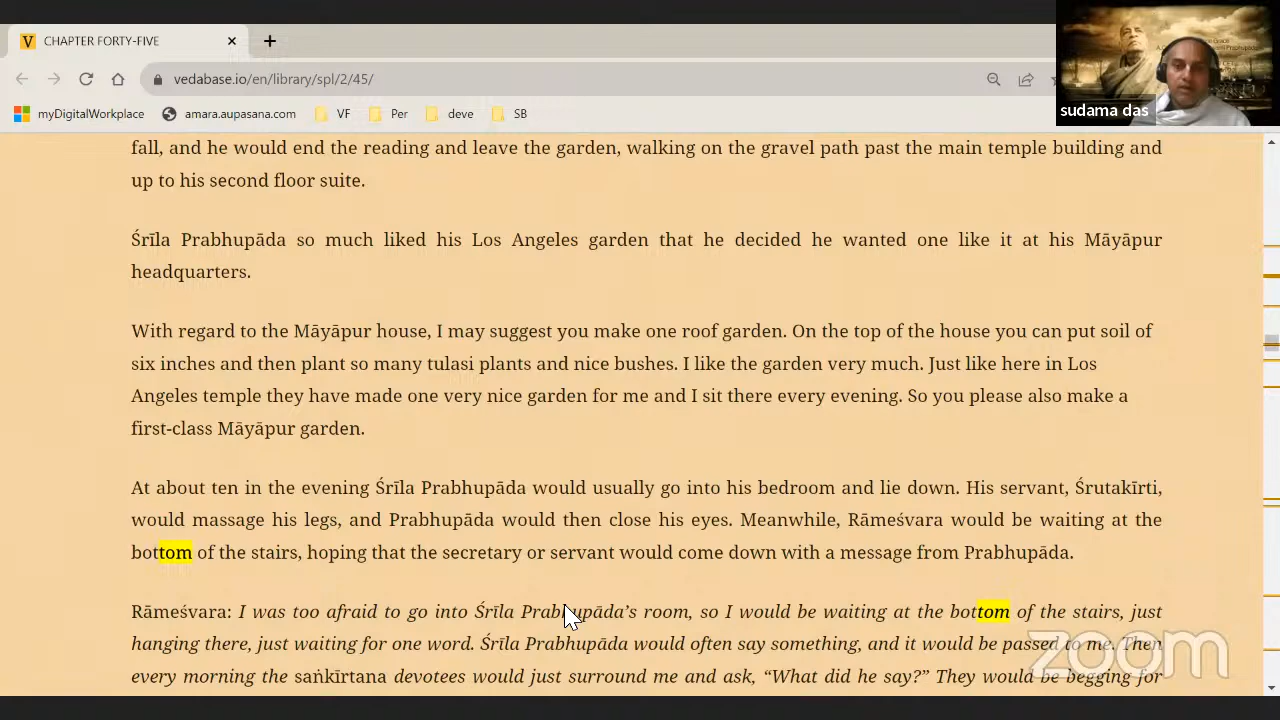 CHAPTER FORTY-FIVE
vedabase.io/en/library/spl/2/45/
myDigitalWorkplace amara.aupasana.com VF Per deve SB
sudama das
fall, and he would end the reading and leave the garden, walking on the gravel path past the main temple building and
up to his second floor suite.
Śrīla Prabhupāda so much liked his Los Angeles garden that he decided he wanted one like it at his Māyāpur
headquarters.
With regard to the Māyāpur house, I may suggest you make one roof garden. On the top of the house you can put soil of
six inches and then plant so many tulasi plants and nice bushes. I like the garden very much. Just like here in Los
Angeles temple they have made one very nice garden for me and I sit there every evening. So you please also make a
first-class Māyāpur garden.
At about ten in the evening Śrīla Prabhupāda would usually go into his bedroom and lie down. His servant, Śrutakīrti,
would massage his legs, and Prabhupāda would then close his eyes. Meanwhile, Rāmeśvara would be waiting at the
bottom of the stairs, hoping that the secretary or servant would come down with a message from Prabhupāda.
Rāmeśvara: I was too afraid to go into Śrīla Prabhupāda's room, so I would be waiting at the bottom of the stairs, just
hanging there, just waiting for one word. Śrīla Prabhupāda would often say something, and it would be passed to me. Then
every morning the saṅkīrtana devotees would just surround me and ask, “What did he say?” They would be begging for
zoom